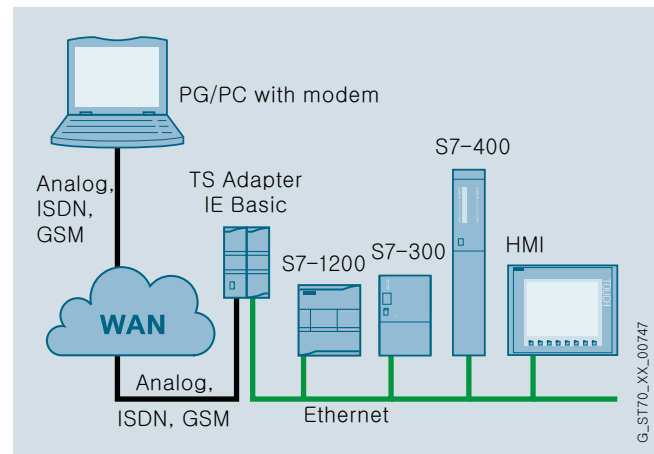 PG/PC with modem
S7-400
Analog,
ISDN,
GSM
TS Adapter
IE Basic
S7-1200
S7-300
HMI
TOUCH
WAN
Analog,
ISDN, GSM
Ethernet
G_ST70_XX_00747